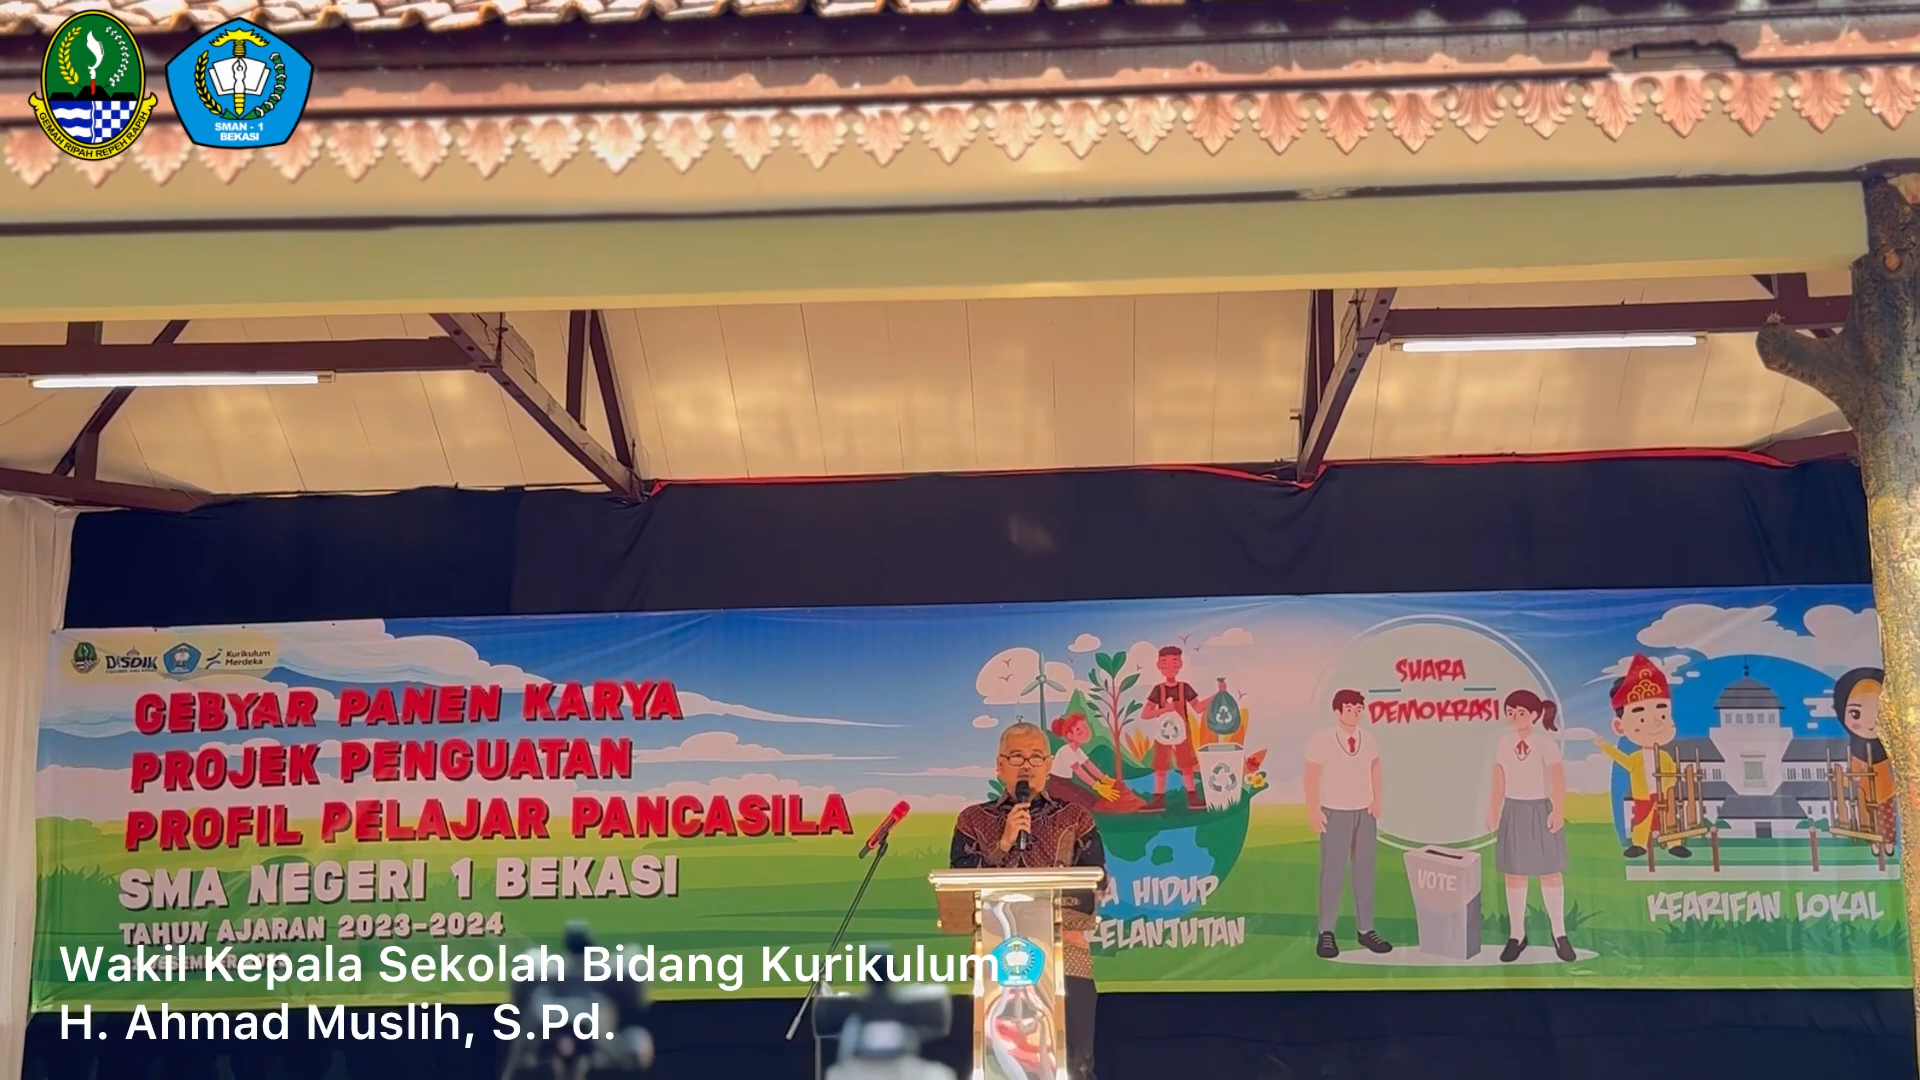 GEMAH RIPAH REPEH RAPIH
SMAN - 1
BEKASI
DISDIK
Kurikulum
Merdeka
GEBYAR PANEN KARYA
PROJEK PENGUATAN
PROFIL PELAJAR PANCASILA
SMA NEGERI 1 BEKASI
TAHUN AJARAN 2023-2024
SUARA
DEMOKRASI
VOTE
HIDUP
KEARIFAN LOKAL
Wakil Kepala Sekolah Bidang Kurikulum
H. Ahmad Muslih, S.Pd.